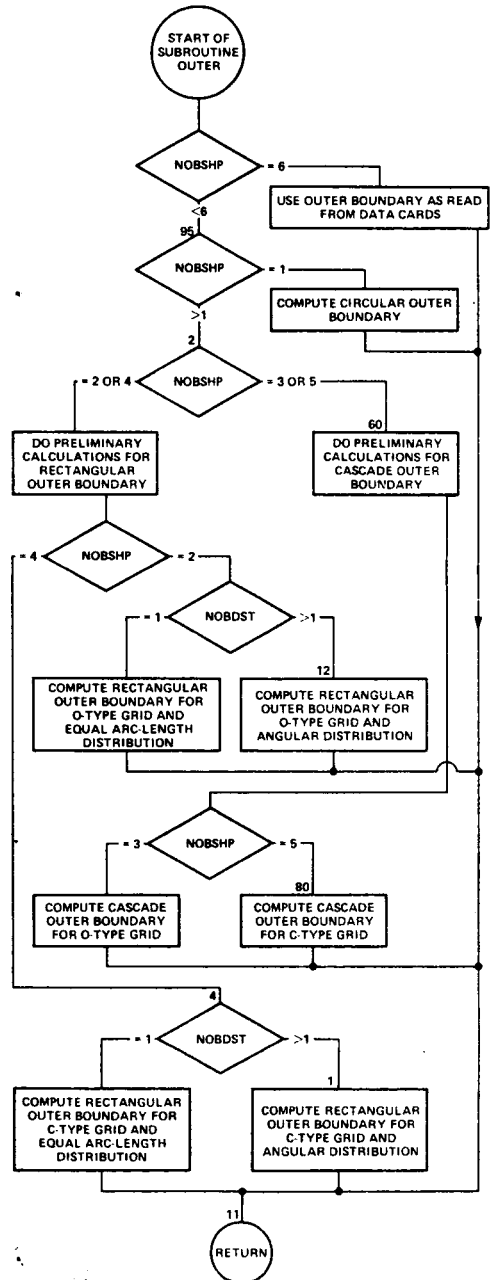 START OF
SUBROUTINE
OUTER
NOBSHP
= 6
<6
USE OUTER BOUNDARY AS READ
FROM DATA CARDS
95
NOBSHP
= 1
>1
COMPUTE CIRCULAR OUTER
BOUNDARY
2
= 2 OR 4
NOBSHP
= 3 OR 5
DO PRELIMINARY
CALCULATIONS FOR
RECTANGULAR
OUTER BOUNDARY
60
DO PRELIMINARY
CALCULATIONS FOR
CASCADE OUTER
BOUNDARY
= 4
NOBSHP
= 2
= 1
NOBDST
>1
COMPUTE RECTANGULAR
OUTER BOUNDARY FOR
O-TYPE GRID AND
EQUAL ARC-LENGTH
DISTRIBUTION
12
COMPUTE RECTANGULAR
OUTER BOUNDARY FOR
O-TYPE GRID AND
ANGULAR DISTRIBUTION
= 3
NOBSHP
= 5
COMPUTE CASCADE
OUTER BOUNDARY
FOR O-TYPE GRID
80
COMPUTE CASCADE
OUTER BOUNDARY
FOR C-TYPE GRID
4
= 1
NOBDST
>1
COMPUTE RECTANGULAR
OUTER BOUNDARY FOR
C-TYPE GRID AND
EQUAL ARC-LENGTH
DISTRIBUTION
1
COMPUTE RECTANGULAR
OUTER BOUNDARY FOR
C-TYPE GRID AND
ANGULAR DISTRIBUTION
11
RETURN